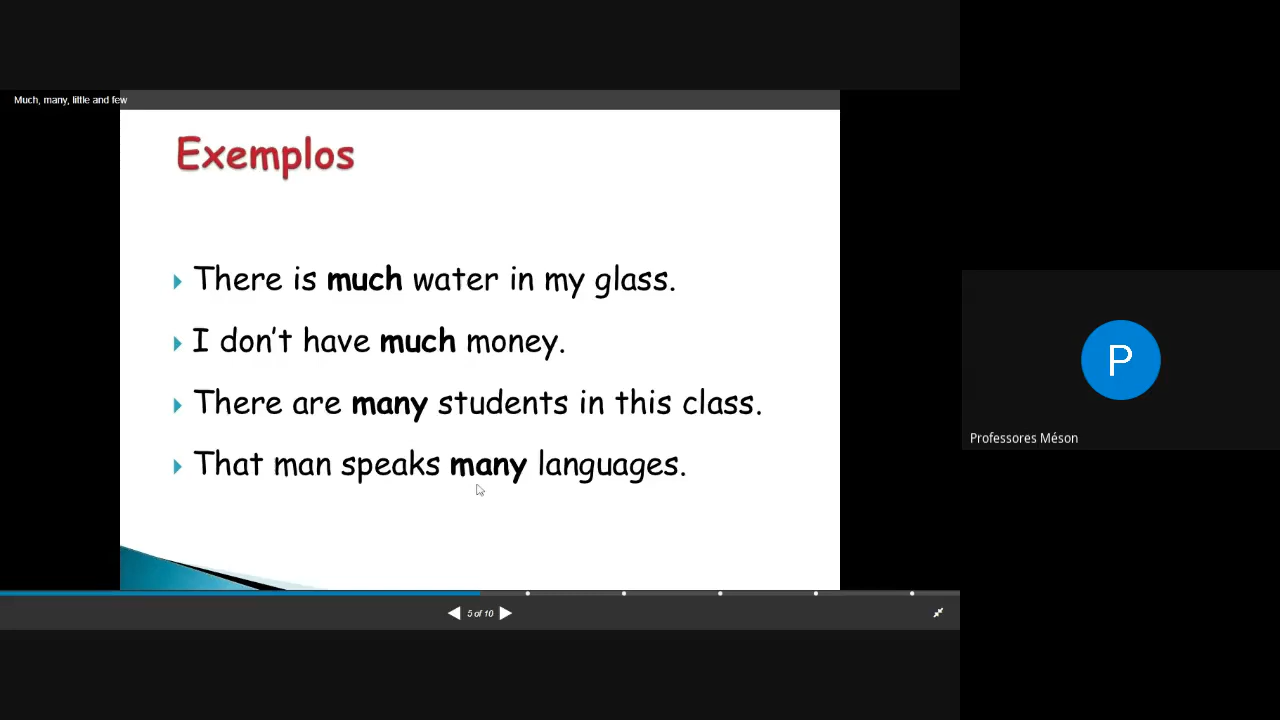 Much, many, little and few
Exemplos
There is much water in my glass.
I don't have much money.
There are many students in this class.
That man speaks many languages.
5 of 10
P
Professores Méson